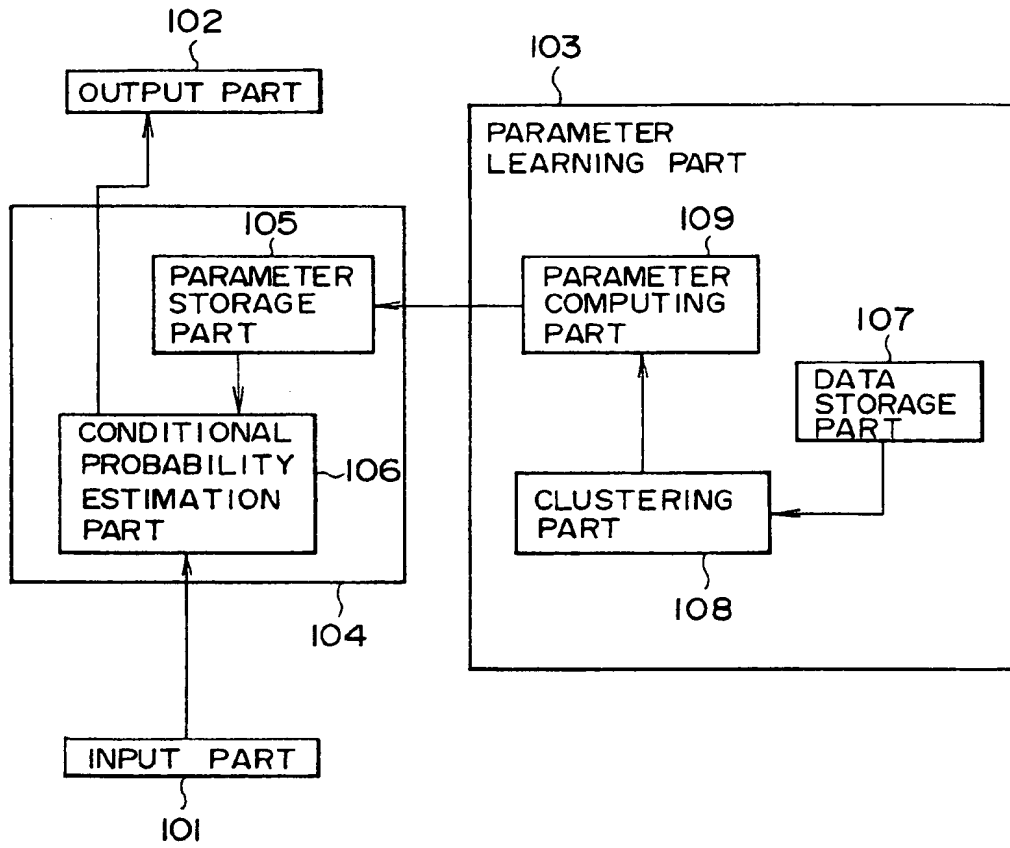 102
OUTPUT PART
103
PARAMETER
LEARNING PART
105
PARAMETER
STORAGE
PART
109
PARAMETER
COMPUTING
PART
107
DATA
STORAGE
PART
CONDITIONAL
PROBABILITY
ESTIMATION
PART
106
CLUSTERING
PART
108
104
INPUT PART
101